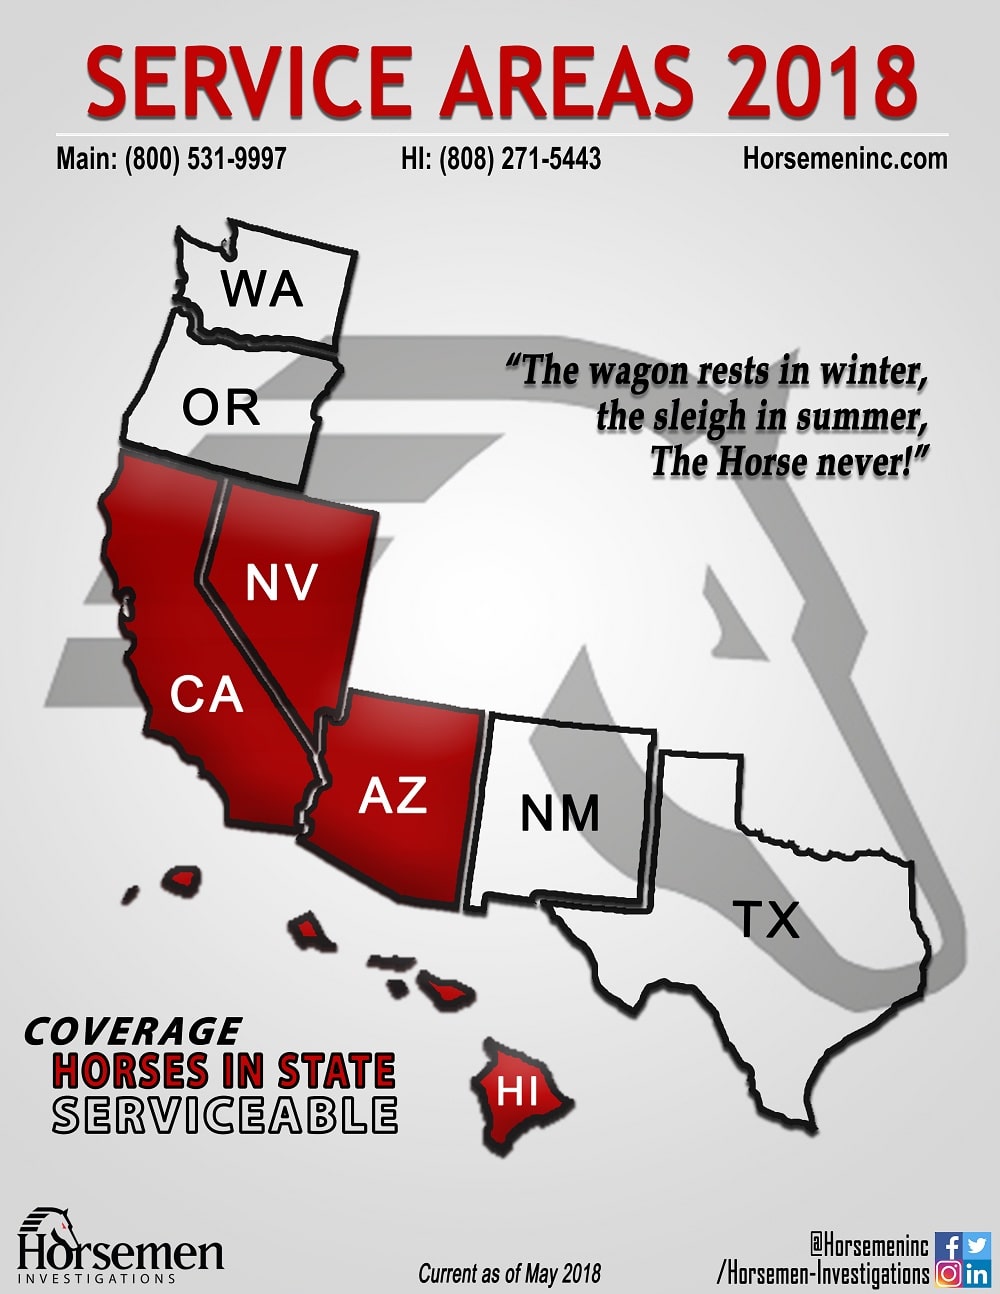 SERVICE AREAS 2018
Main: (800) 531-9997 HI: (808) 271-5443 Horsemeninc.com
WA
OR
"The wagon rests in winter,
the sleigh in summer,
The Horse never!"
NV
CA
AZ
NM
TX
HI
COVERAGE
HORSES IN STATE
SERVICEABLE
Horsemen
INVESTIGATIONS
Current as of May 2018
@Horsemeninc
/Horsemen-Investigations